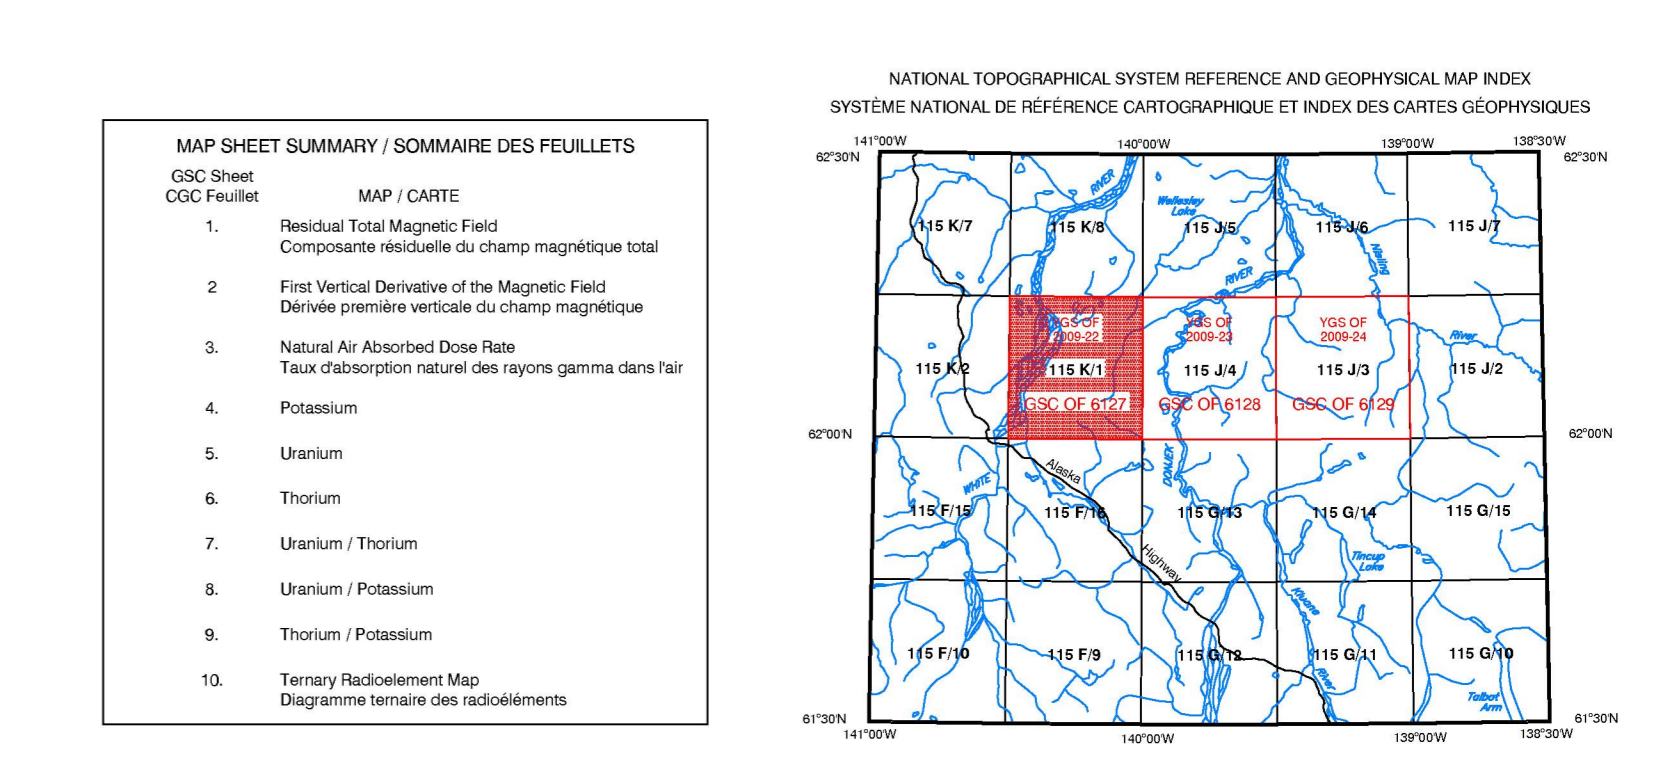 MAP SHEET SUMMARY / SOMMAIRE DES FEUILLETS
GSC Sheet
CGC Feuillet MAP / CARTE
1. Residual Total Magnetic Field
Composante résiduelle du champ magnétique total
2 First Vertical Derivative of the Magnetic Field
Dérivée première verticale du champ magnétique
3. Natural Air Absorbed Dose Rate
Taux d'absorption naturel des rayons gamma dans l'air
4. Potassium
5. Uranium
6. Thorium
7. Uranium / Thorium
8. Uranium / Potassium
9. Thorium / Potassium
10. Ternary Radioelement Map
Diagramme ternaire des radioéléments
NATIONAL TOPOGRAPHICAL SYSTEM REFERENCE AND GEOPHYSICAL MAP INDEX
SYSTÈME NATIONAL DE RÉFÉRENCE CARTOGRAPHIQUE ET INDEX DES CARTES GÉOPHYSIQUES
141°00'W 140°00'W 139°00'W 138°30'W
62°30'N 62°30'N
RIVER
Wellesley
Lake
115 K/7 115 K/8 115 J/5 115 J/6 115 J/7
Nisling
RIVER
YGS OF YGS OF YGS OF
2009-22 2009-23 2009-24
River
115 K/2 115 K/1 115 J/4 115 J/3 115 J/2
GSC OF 6127 GSC OF 6128 GSC OF 6129
62°00'N 62°00'N
Alaska
DONJEK
WHITE
115 F/15 115 F/16 115 G/13 115 G/14 115 G/15
Highway
Tincup
Lake
Kluane
115 F/10 115 F/9 115 G/12 115 G/11 115 G/10
River
Talbot
Arm
61°30'N 61°30'N
141°00'W 140°00'W 139°00'W 138°30'W